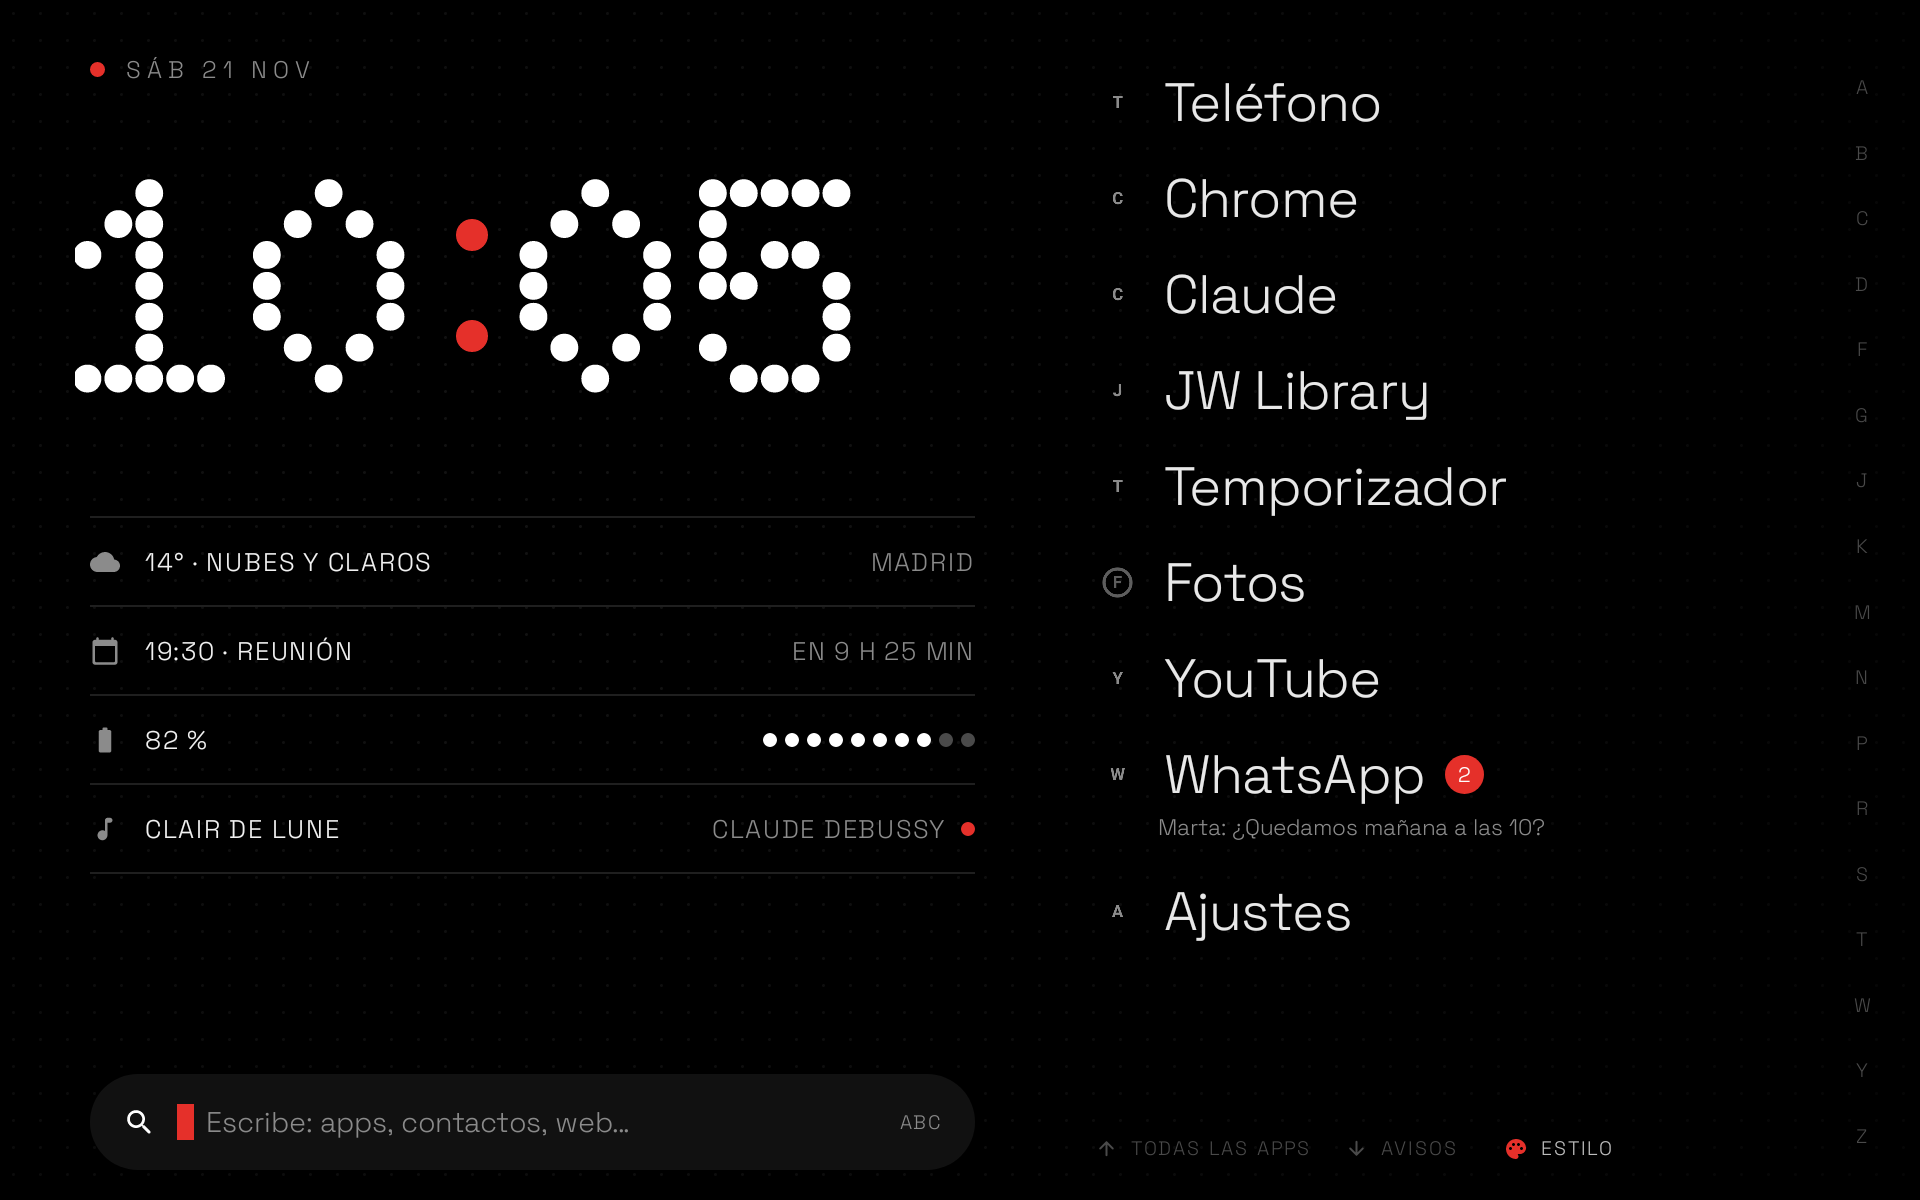 SÁB 21 NOV
10:05
14° · NUBES Y CLAROS MADRID
19:30 · REUNIÓN EN 9 H 25 MIN
82 %
CLAIR DE LUNE CLAUDE DEBUSSY
Escribe: apps, contactos, web... ABC
T Teléfono
C Chrome
C Claude
J JW Library
T Temporizador
F Fotos
Y YouTube
W WhatsApp 2
Marta: ¿Quedamos mañana a las 10?
A Ajustes
TODAS LAS APPS AVISOS ESTILO
A
B
C
D
F
G
J
K
M
N
P
R
S
T
W
Y
Z